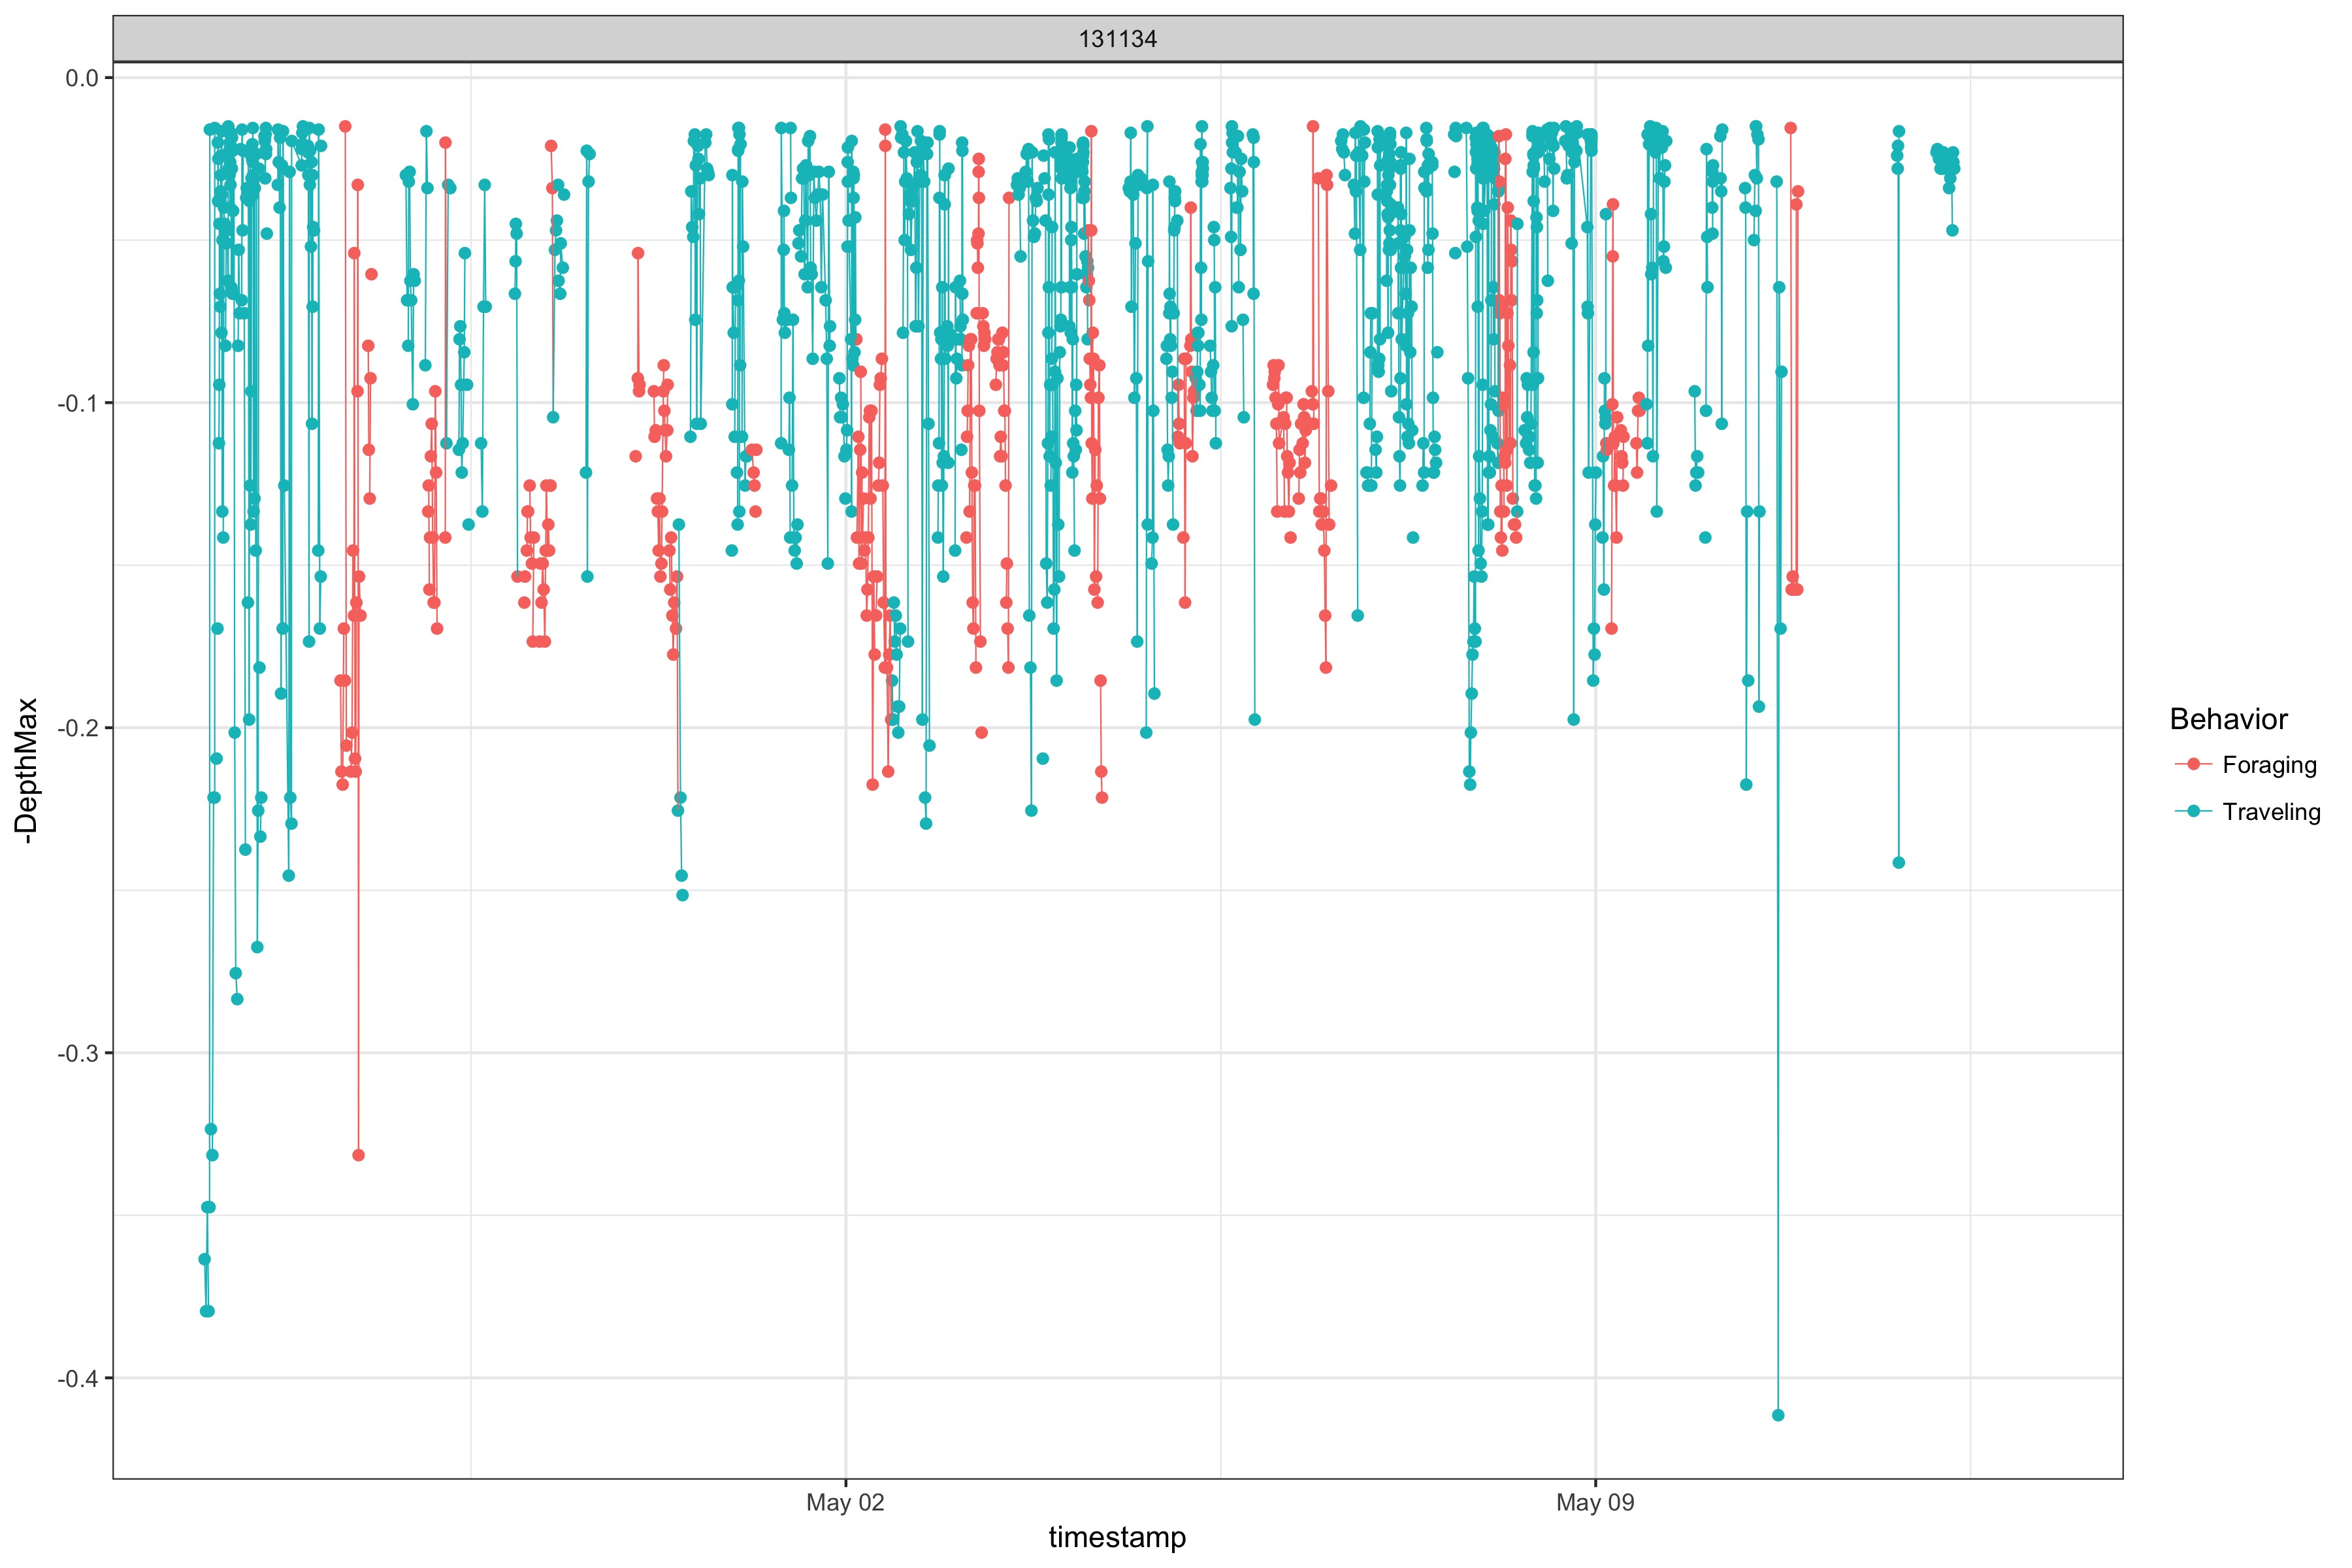 131134
0.0
-0.1
-0.2
-0.3
-0.4
-DepthMax
May 02
May 09
timestamp
Behavior
Foraging
Traveling